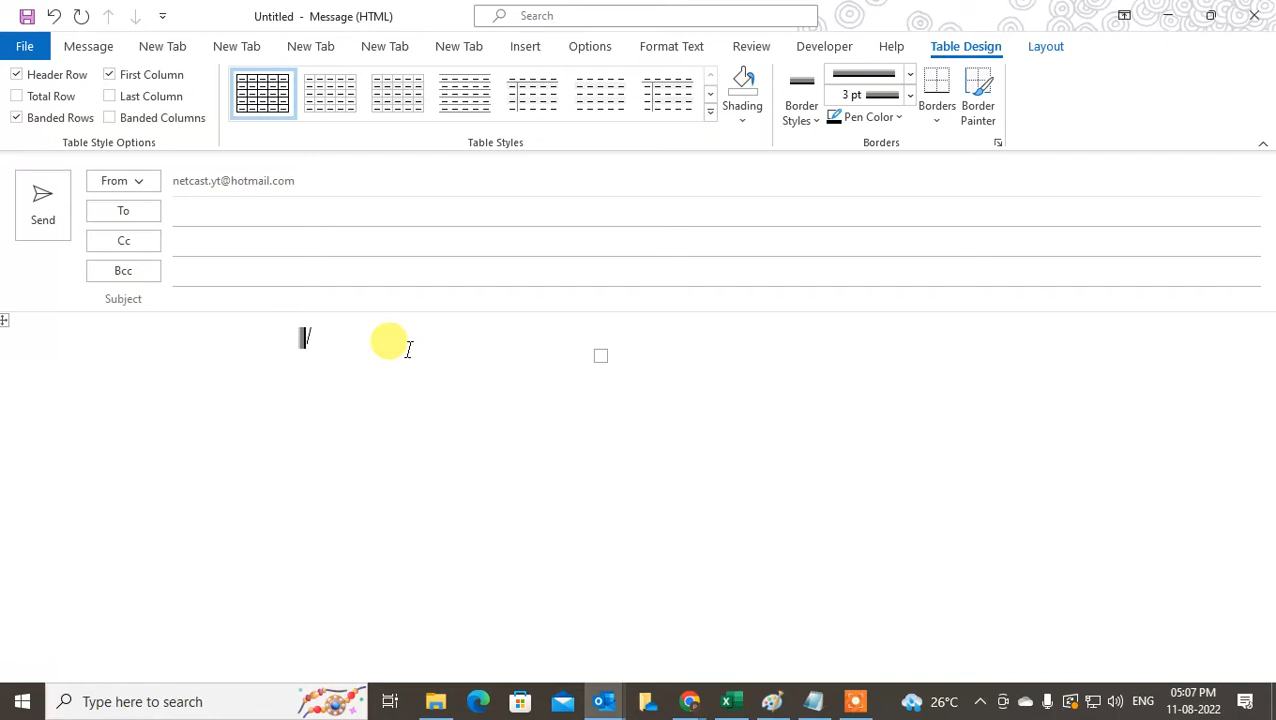 Untitled - Message (HTML)
Search
File Message New Tab New Tab New Tab New Tab New Tab Insert Options Format Text Review Developer Help Table Design Layout
Header Row First Column
Total Row Last Column
Banded Rows Banded Columns
Table Style Options
Table Styles
Shading
Border Styles
3 pt
Pen Color
Borders
Border Painter
Borders
Send
From netcast.yt@hotmail.com
To
Cc
Bcc
Subject
Type here to search
26°C
ENG
05:07 PM
11-08-2022